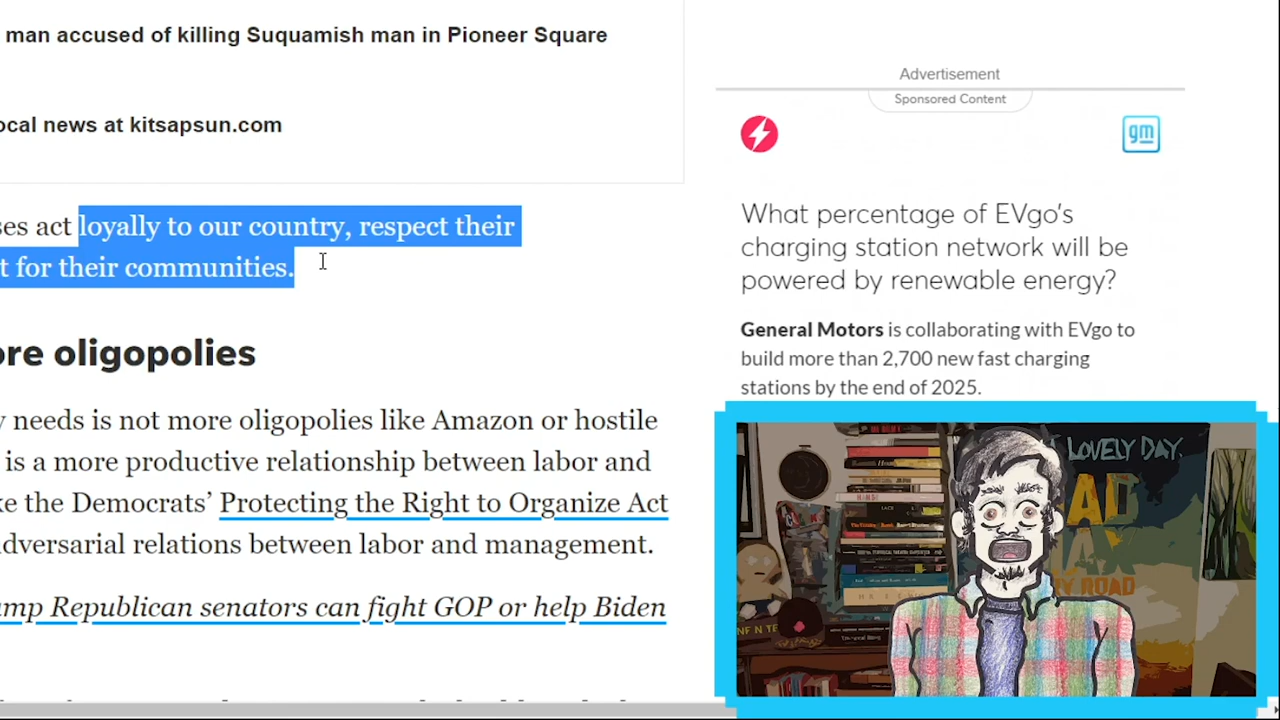 man accused of killing Suquamish man in Pioneer Square
ocal news at kitsapsun.com
ses act loyally to our country, respect their
t for their communities.
ore oligopolies
y needs is not more oligopolies like Amazon or hostile
is a more productive relationship between labor and
ke the Democrats' Protecting the Right to Organize Act
dversarial relations between labor and management.
ump Republican senators can fight GOP or help Biden
Advertisement
Sponsored Content
gm
What percentage of EVgo's
charging station network will be
powered by renewable energy?
General Motors is collaborating with EVgo to
build more than 2,700 new fast charging
stations by the end of 2025.
LOVELY DAY.
AD
ROAD